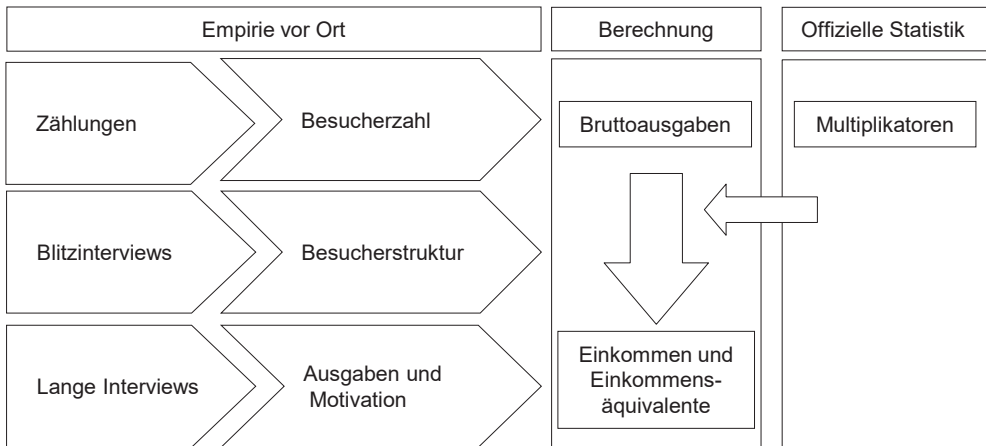 Empirie vor Ort
Berechnung
Offizielle Statistik
Zählungen
Besucherzahl
Bruttoausgaben
Multiplikatoren
Blitzinterviews
Besucherstruktur
Lange Interviews
Ausgaben und
Motivation
Einkommen und
Einkommens-
äquivalente